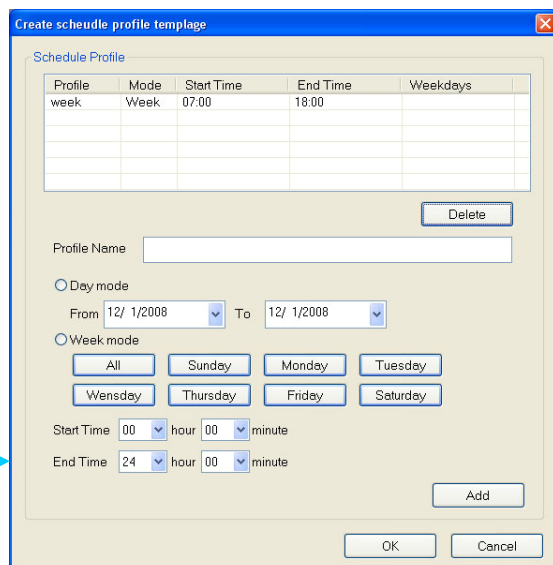 Create scheudle profile templage
Schedule Profile
Profile Mode Start Time End Time Weekdays
week Week 07:00 18:00
Delete
Profile Name
Day mode
From 12/ 1/2008 To 12/ 1/2008
Week mode
All Sunday Monday Tuesday
Wensday Thursday Friday Saturday
Start Time 00 hour 00 minute
End Time 24 hour 00 minute
Add
OK Cancel